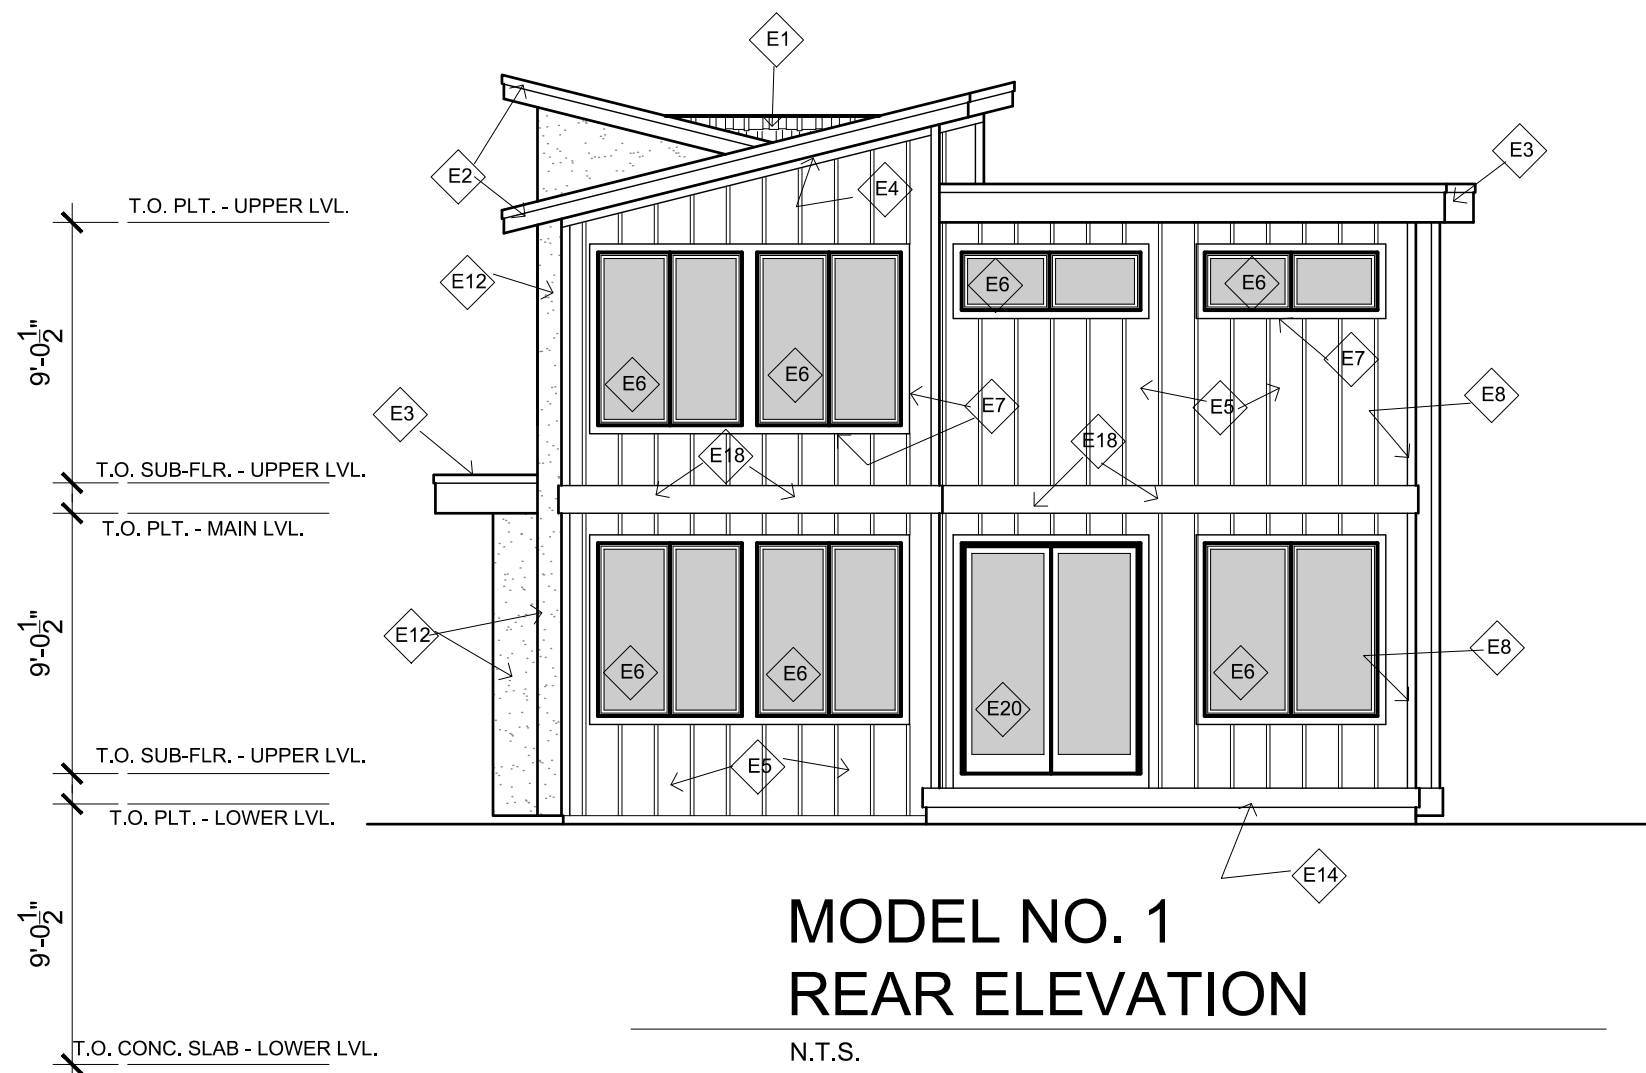 E1
E3
E2
E4
T.O. PLT. - UPPER LVL.
E12
E6
E6
9'-0 1/2"
E7
E6
E6
E3
E7
E5
E8
E18
E18
T.O. SUB-FLR. - UPPER LVL.
T.O. PLT. - MAIN LVL.
9'-0 1/2"
E12
E8
E6
E6
E6
E20
T.O. SUB-FLR. - UPPER LVL.
E5
T.O. PLT. - LOWER LVL.
E14
9'-0 1/2"
MODEL NO. 1
REAR ELEVATION
T.O. CONC. SLAB - LOWER LVL.
N.T.S.